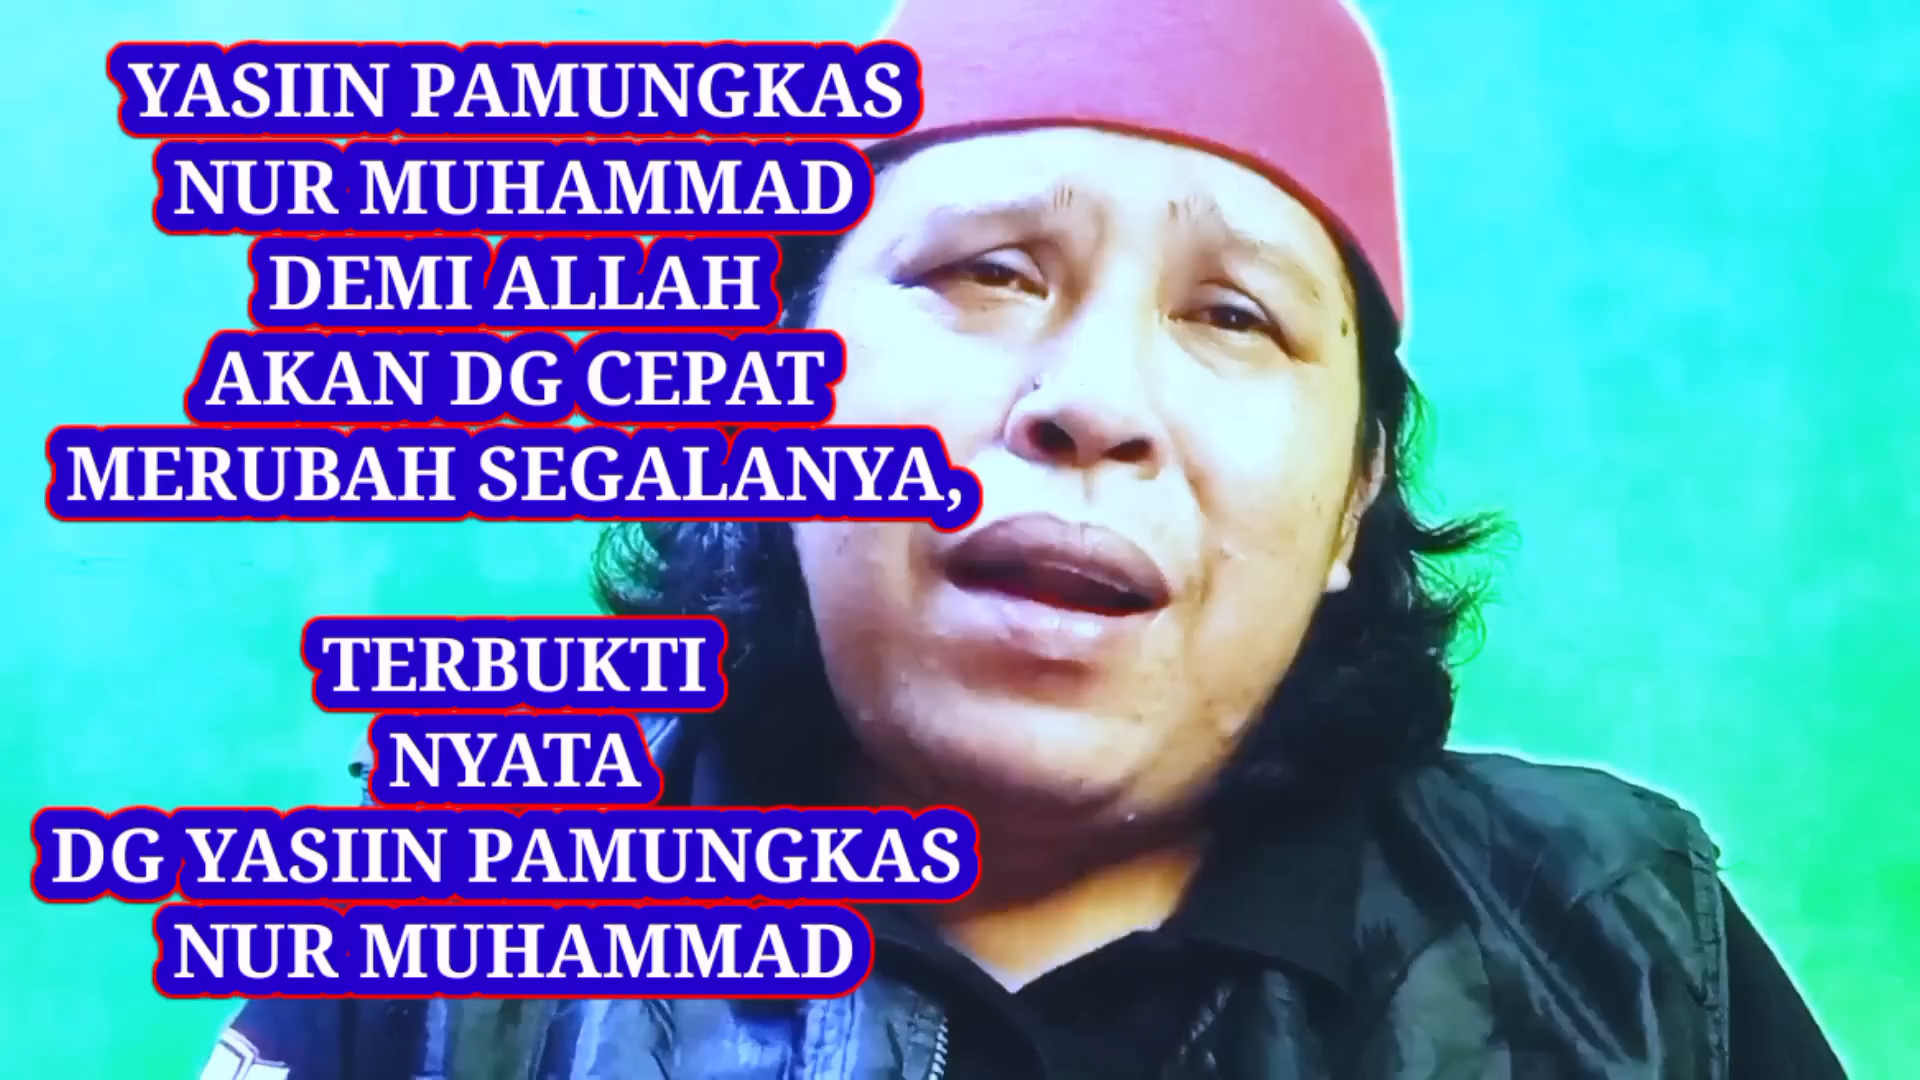 YASIIN PAMUNGKAS
NUR MUHAMMAD
DEMI ALLAH
AKAN DG CEPAT
MERUBAH SEGALANYA,
TERBUKTI
NYATA
DG YASIIN PAMUNGKAS
NUR MUHAMMAD